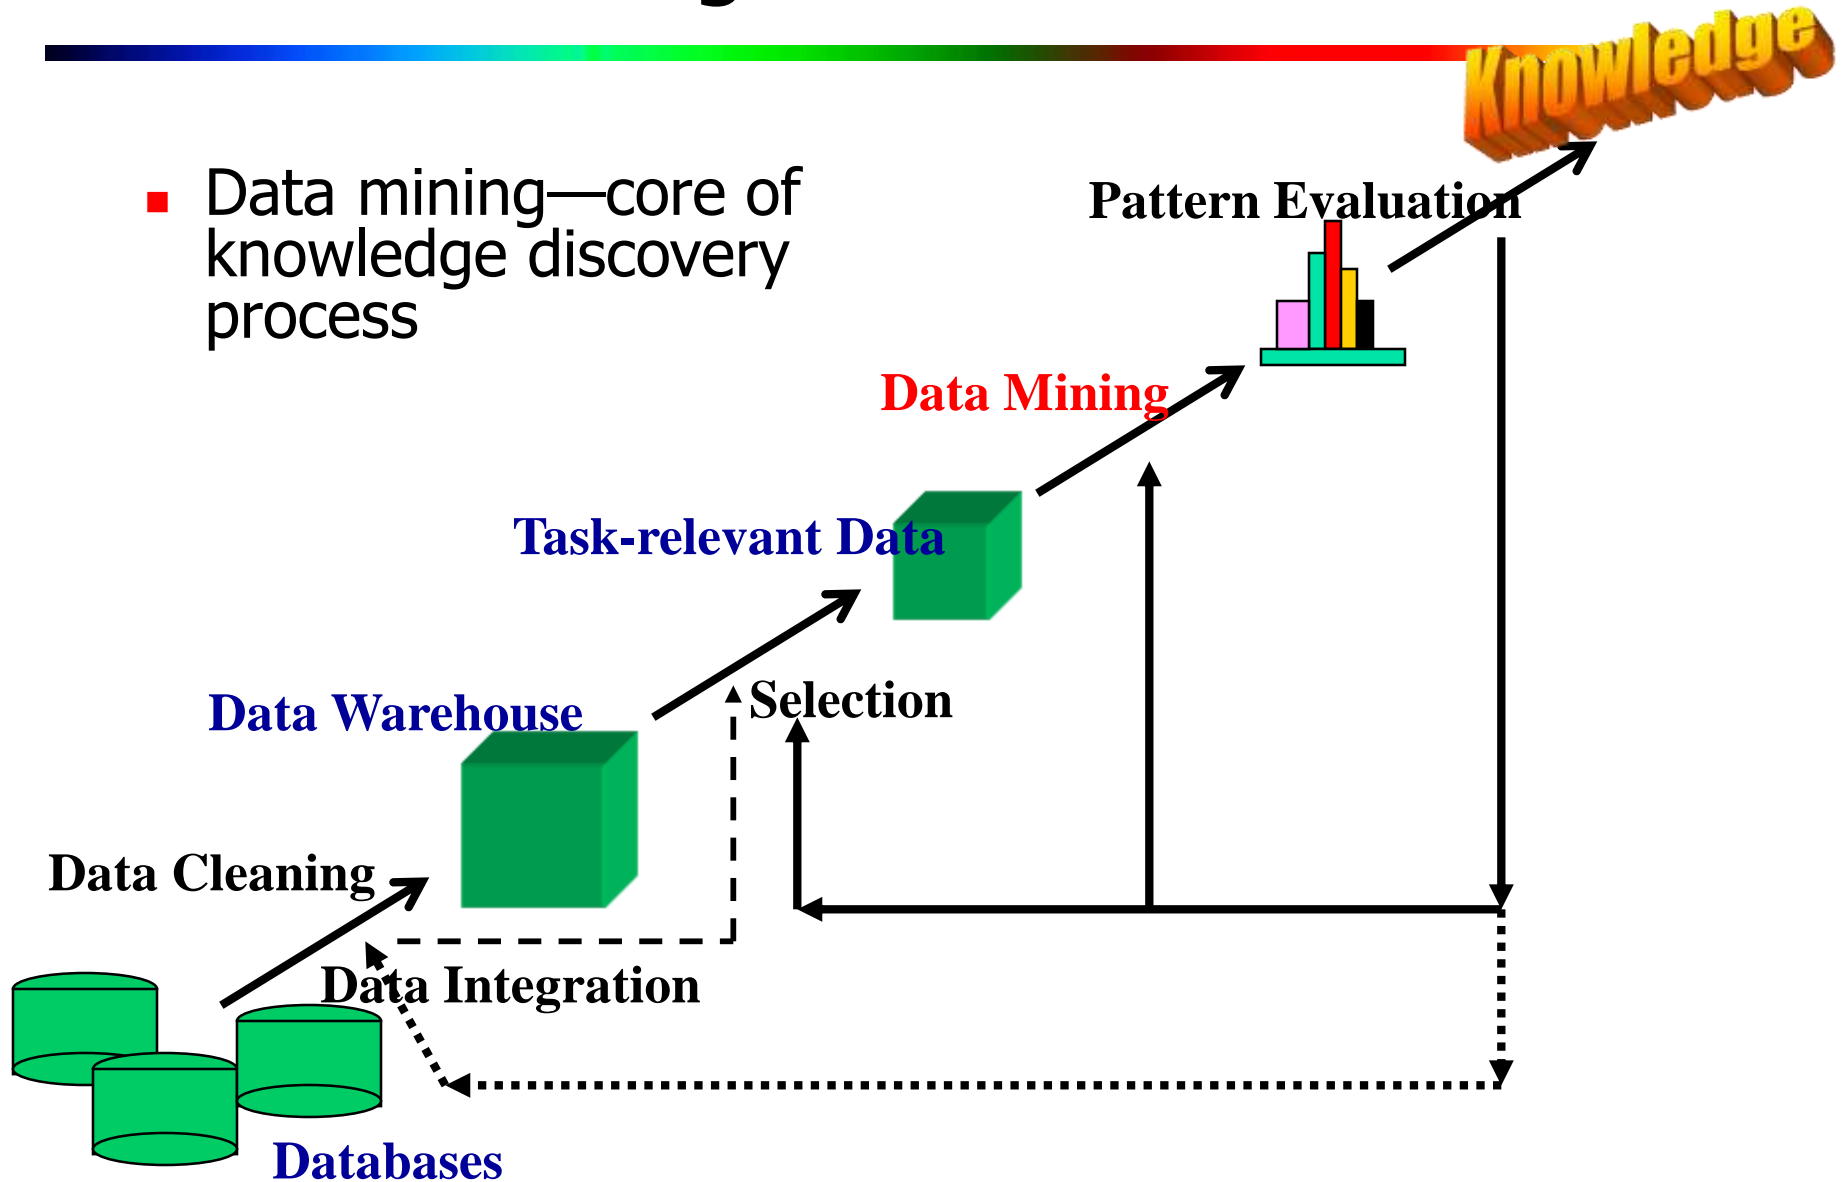 Knowledge
Data mining—core of
knowledge discovery
process
Pattern Evaluation
Data Mining
Task-relevant Data
Selection
Data Warehouse
Data Cleaning
Data Integration
Databases